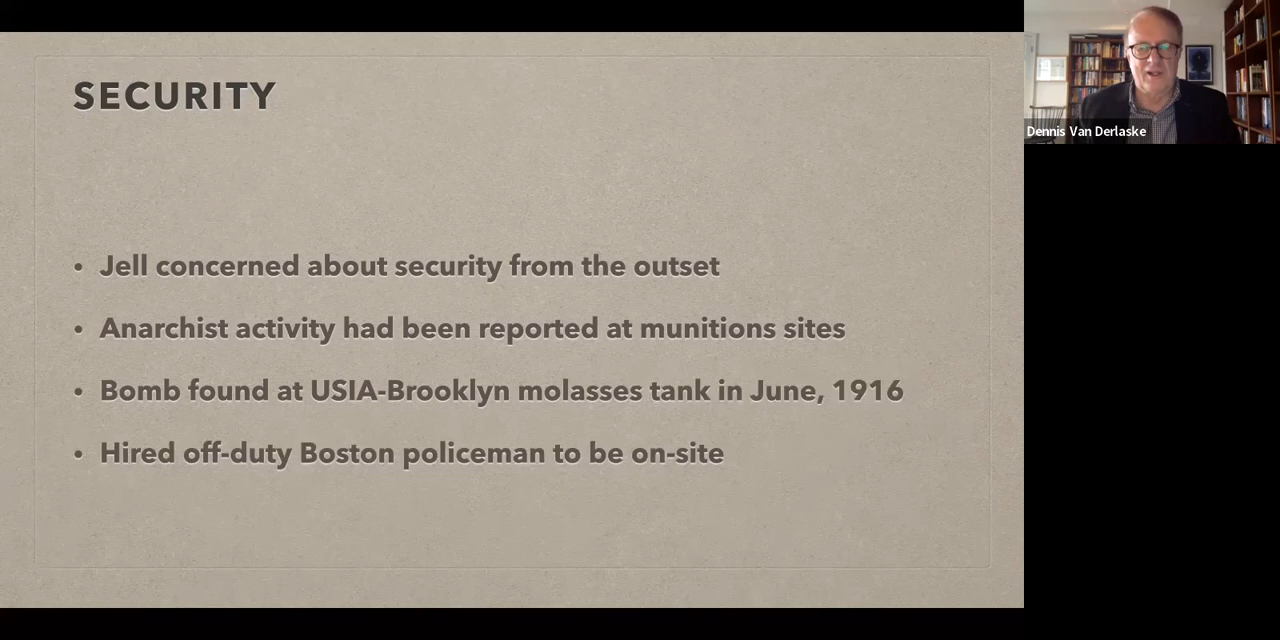 SECURITY
• Jell concerned about security from the outset
• Anarchist activity had been reported at munitions sites
• Bomb found at USIA-Brooklyn molasses tank in June, 1916
• Hired off-duty Boston policeman to be on-site
Dennis Van Derlaske